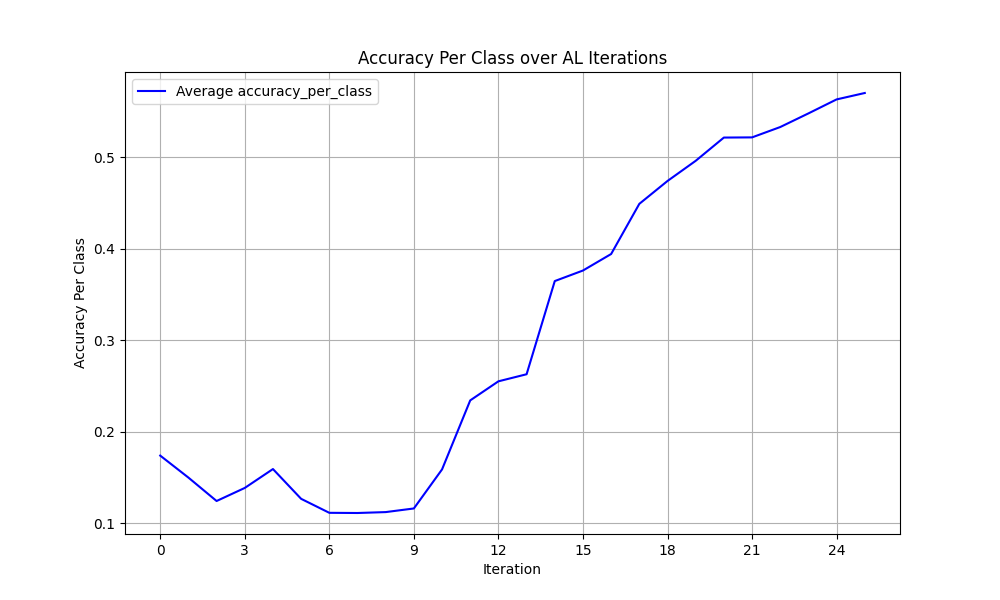 Accuracy Per Class over AL Iterations
Average accuracy_per_class
Accuracy Per Class
0.5
0.4
0.3
0.2
0.1
0 3 6 9 12 15 18 21 24
Iteration